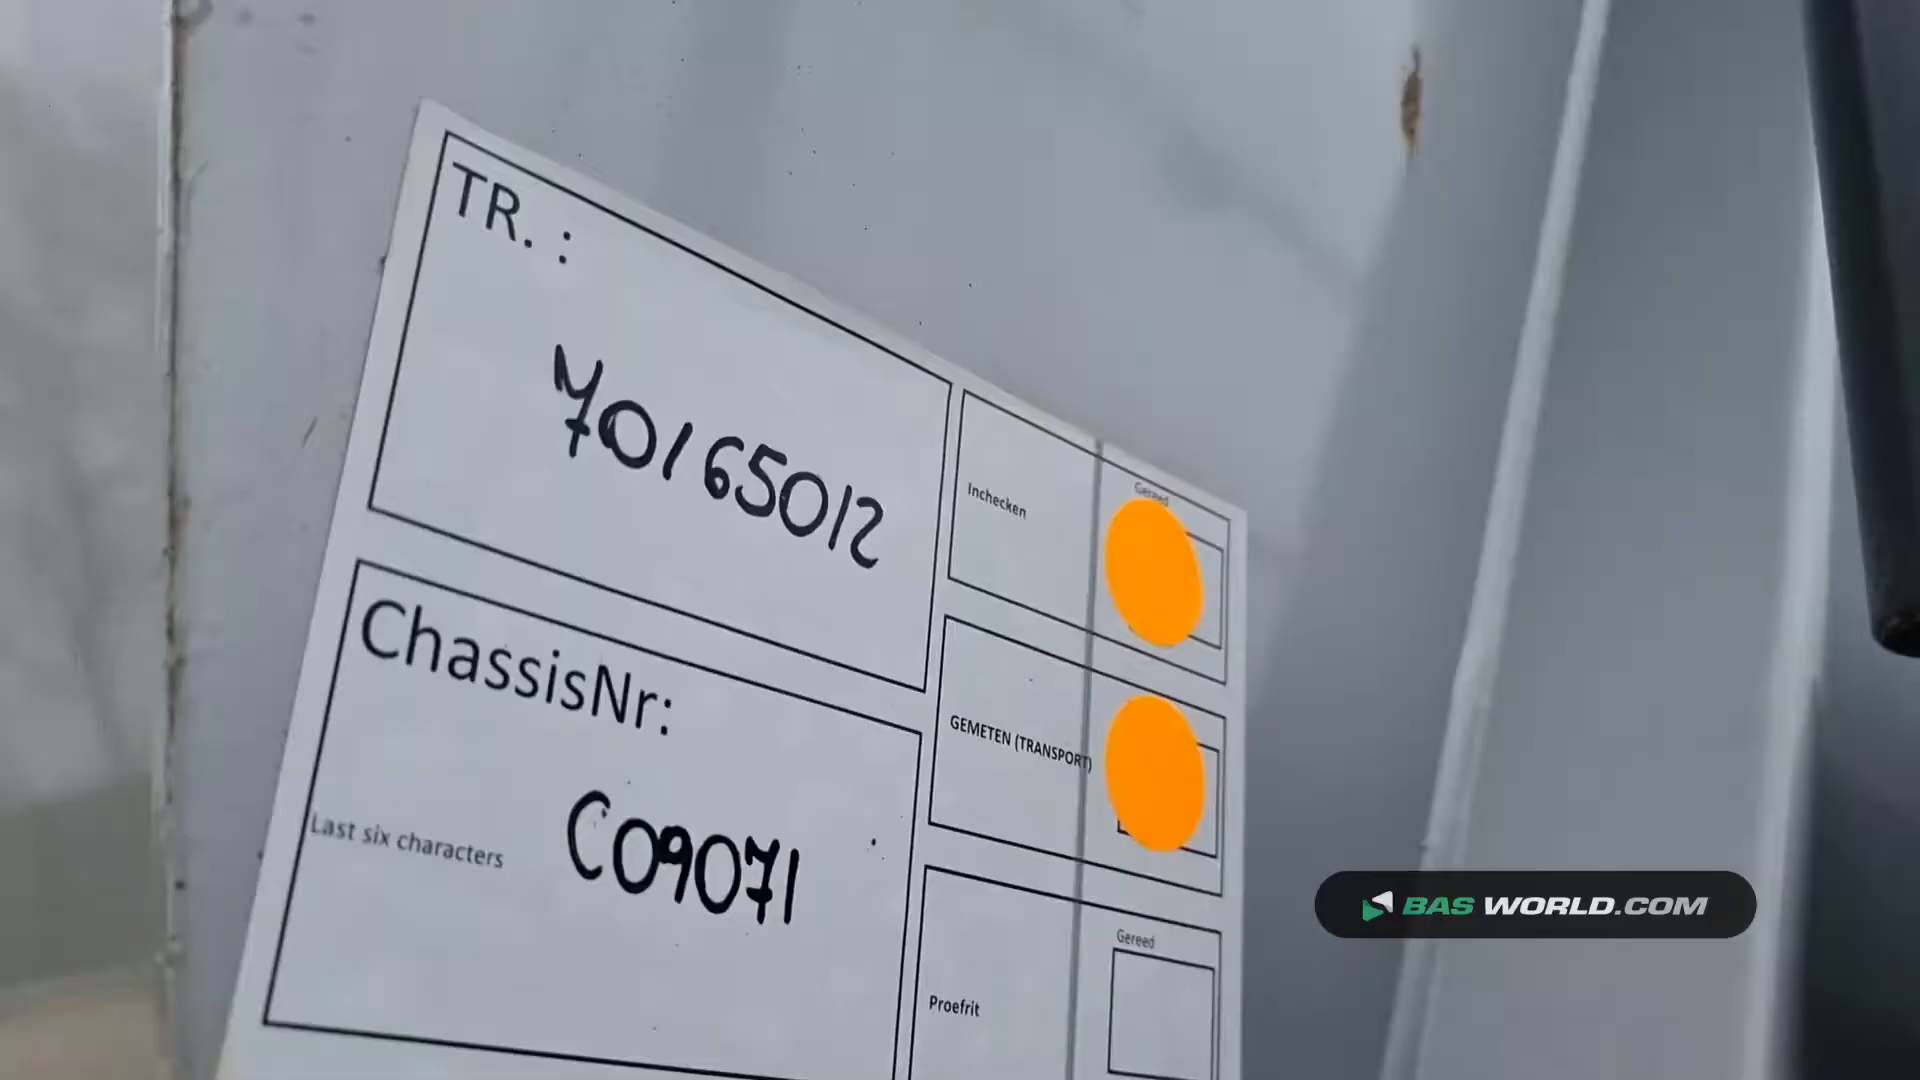 TR. :
70165012
ChassisNr:
Last six characters
C09071
Inchecken
Gereed
GEMETEN (TRANSPORT)
Gereed
Proefrit
BAS WORLD.COM